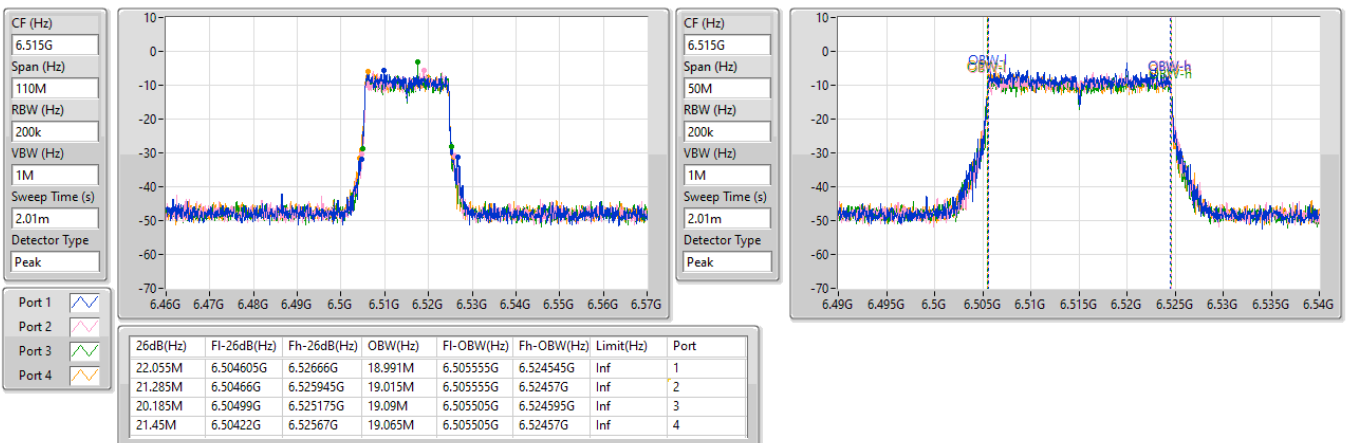 CF (Hz)
6.515G
Span (Hz)
110M
RBW (Hz)
200k
VBW (Hz)
1M
Sweep Time (s)
2.01m
Detector Type
Peak
10
0
-10
-20
-30
-40
-50
-60
-70
6.46G 6.47G 6.48G 6.49G 6.5G 6.51G 6.52G 6.53G 6.54G 6.55G 6.56G 6.57G
CF (Hz)
6.515G
Span (Hz)
50M
RBW (Hz)
200k
VBW (Hz)
1M
Sweep Time (s)
2.01m
Detector Type
Peak
10
0
-10
-20
-30
-40
-50
-60
-70
OBW-l OBW-h
6.49G 6.495G 6.5G 6.505G 6.51G 6.515G 6.52G 6.525G 6.53G 6.535G 6.54G
Port 1
Port 2
Port 3
Port 4
26dB(Hz) Fl-26dB(Hz) Fh-26dB(Hz) OBW(Hz) Fl-OBW(Hz) Fh-OBW(Hz) Limit(Hz) Port
22.055M 6.504605G 6.52666G 18.991M 6.505555G 6.524545G Inf 1
21.285M 6.50466G 6.525945G 19.015M 6.505555G 6.52457G Inf 2
20.185M 6.50499G 6.525175G 19.09M 6.505505G 6.524595G Inf 3
21.45M 6.50422G 6.52567G 19.065M 6.505505G 6.52457G Inf 4